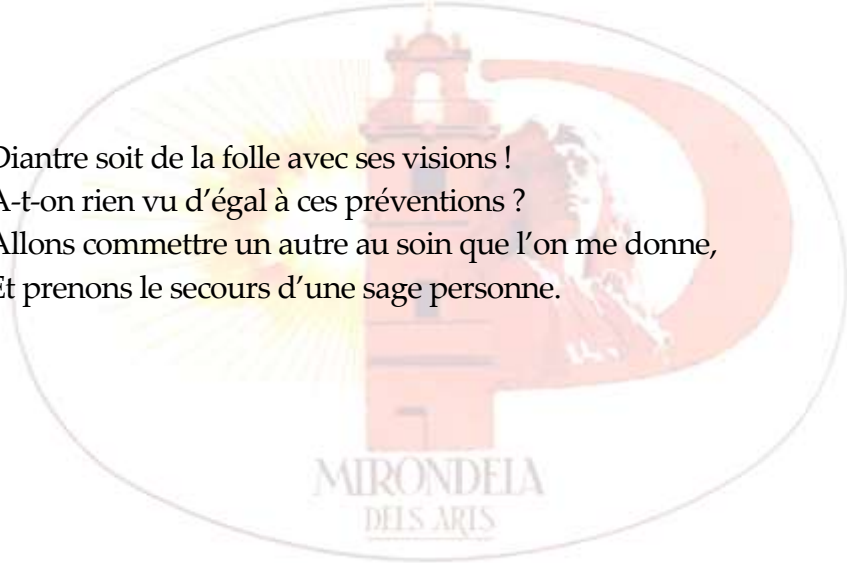 Diantre soit de la folle avec ses visions !
A-t-on rien vu d’égal à ces préventions ?
Allons commettre un autre au soin que l’on me donne,
Et prenons le secours d’une sage personne.
MIRONDELA
DELS ARTS